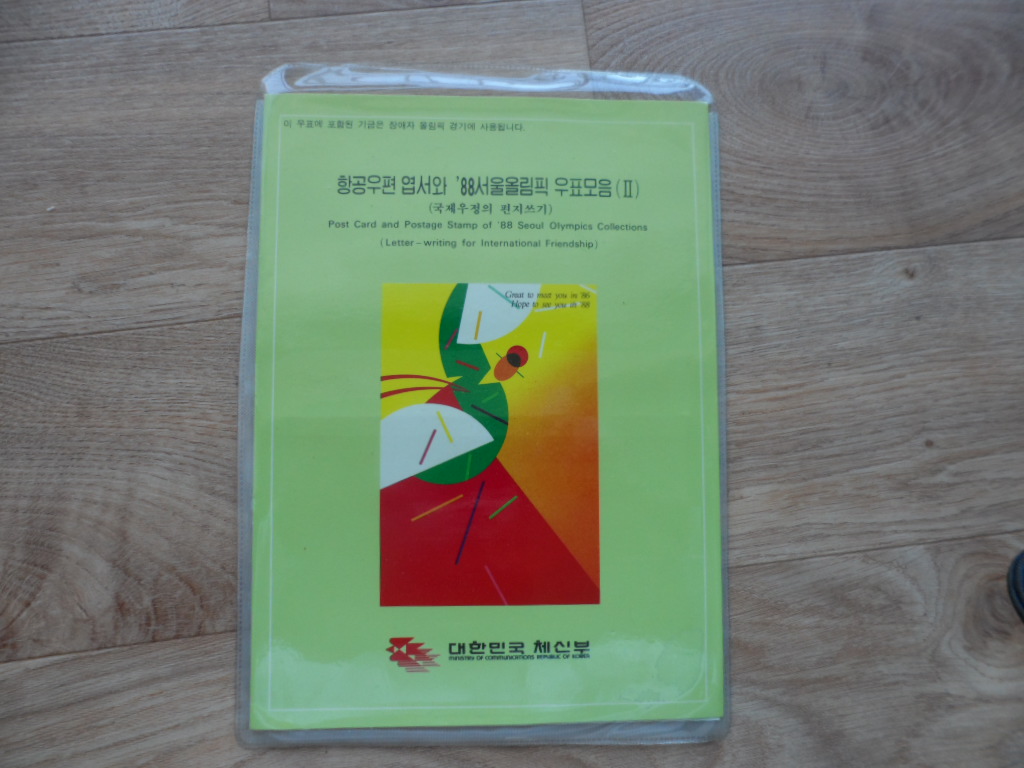 이 우표에 포함된 기금은 장애자 올림픽 경기에 사용됩니다.
항공우편 엽서와 '88서울올림픽 우표모음(Ⅱ)
(국제우정의 편지쓰기)
Post Card and Postage Stamp of '88 Seoul Olympics Collections
(Letter-writing for International Friendship)
Great to meet you in '86
Hope to see you in '88
대한민국 체신부
MINISTRY OF COMMUNICATIONS REPUBLIC OF KOREA